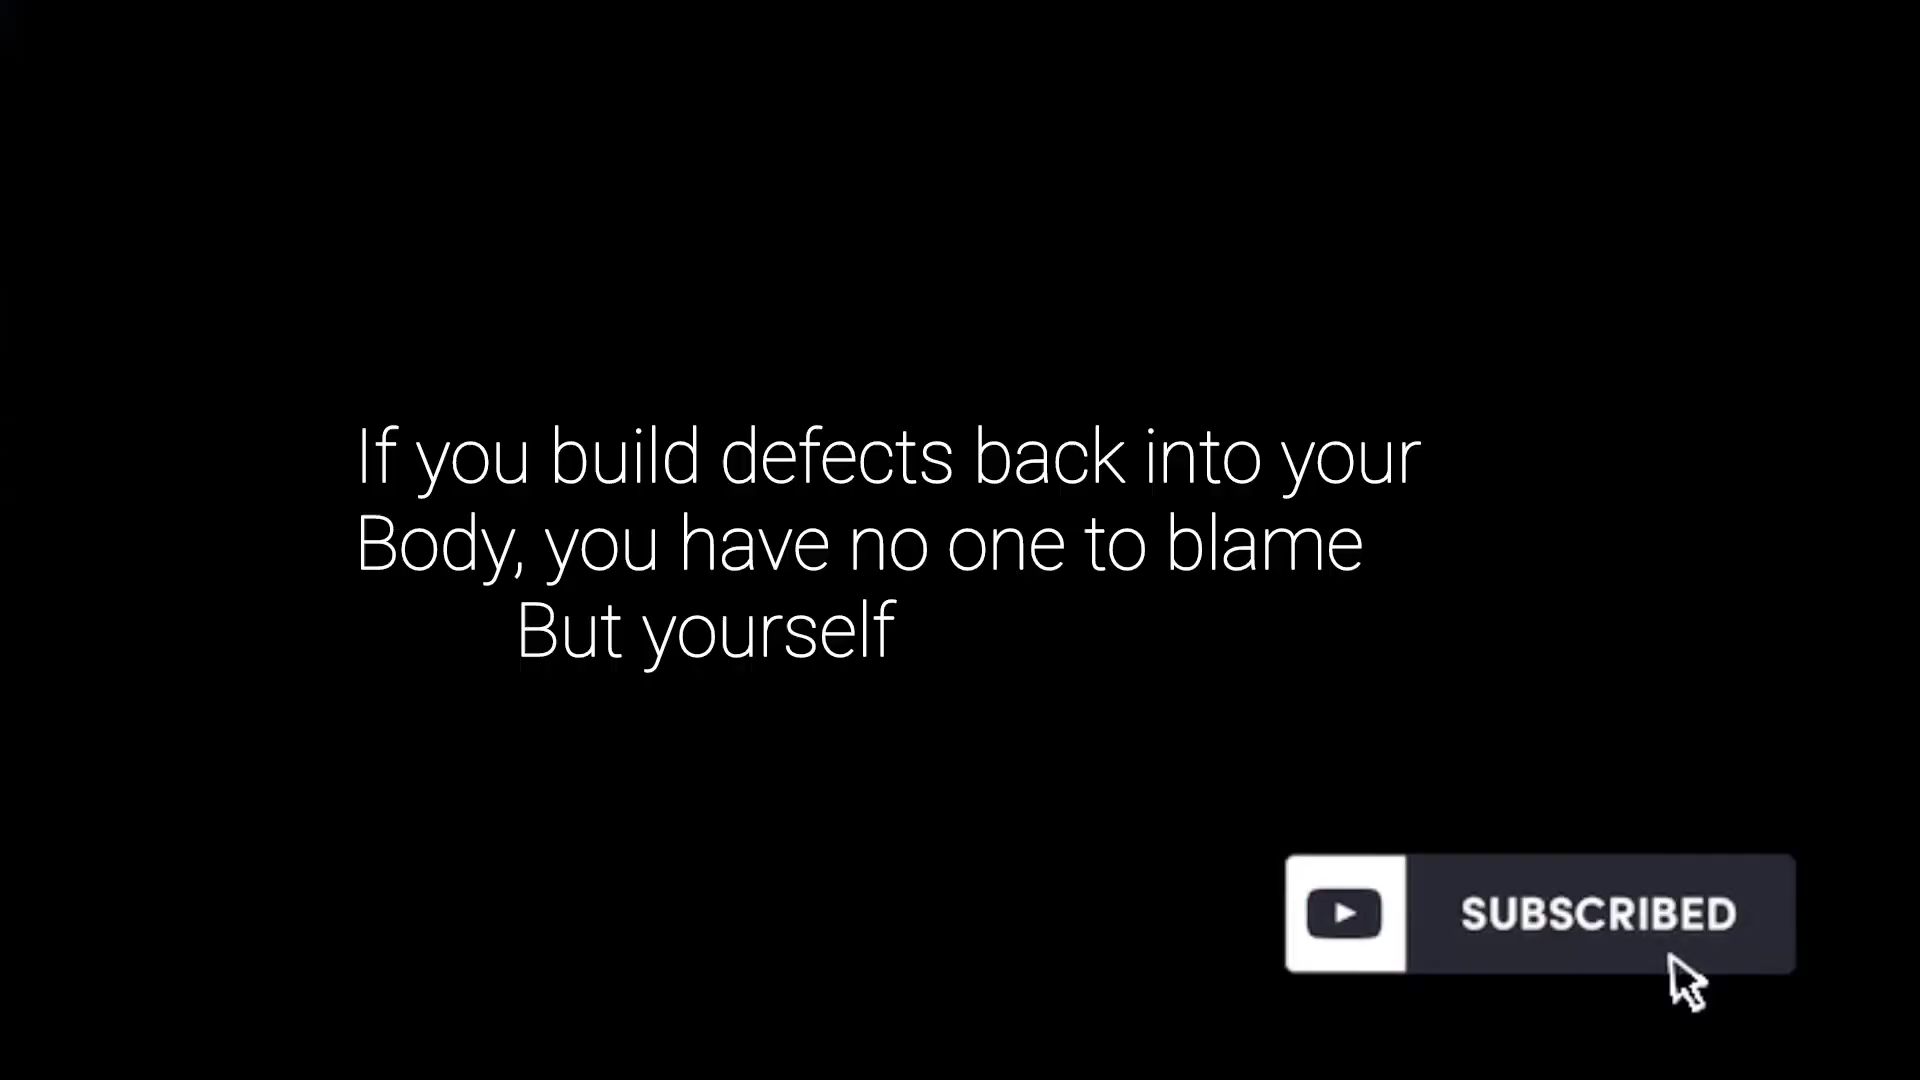 If you build defects back into your
Body, you have no one to blame
But yourself
SUBSCRIBED